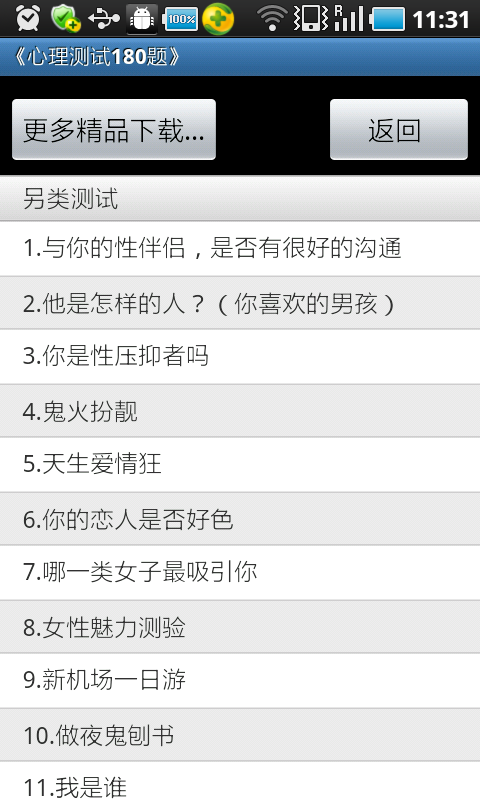 100%
R
11:31
《心理测试180题》
更多精品下载...
返回
另类测试
1.与你的性伴侣，是否有很好的沟通
2.他是怎样的人？（你喜欢的男孩）
3.你是性压抑者吗
4.鬼火扮靓
5.天生爱情狂
6.你的恋人是否好色
7.哪一类女子最吸引你
8.女性魅力测验
9.新机场一日游
10.做夜鬼刨书
11.我是谁